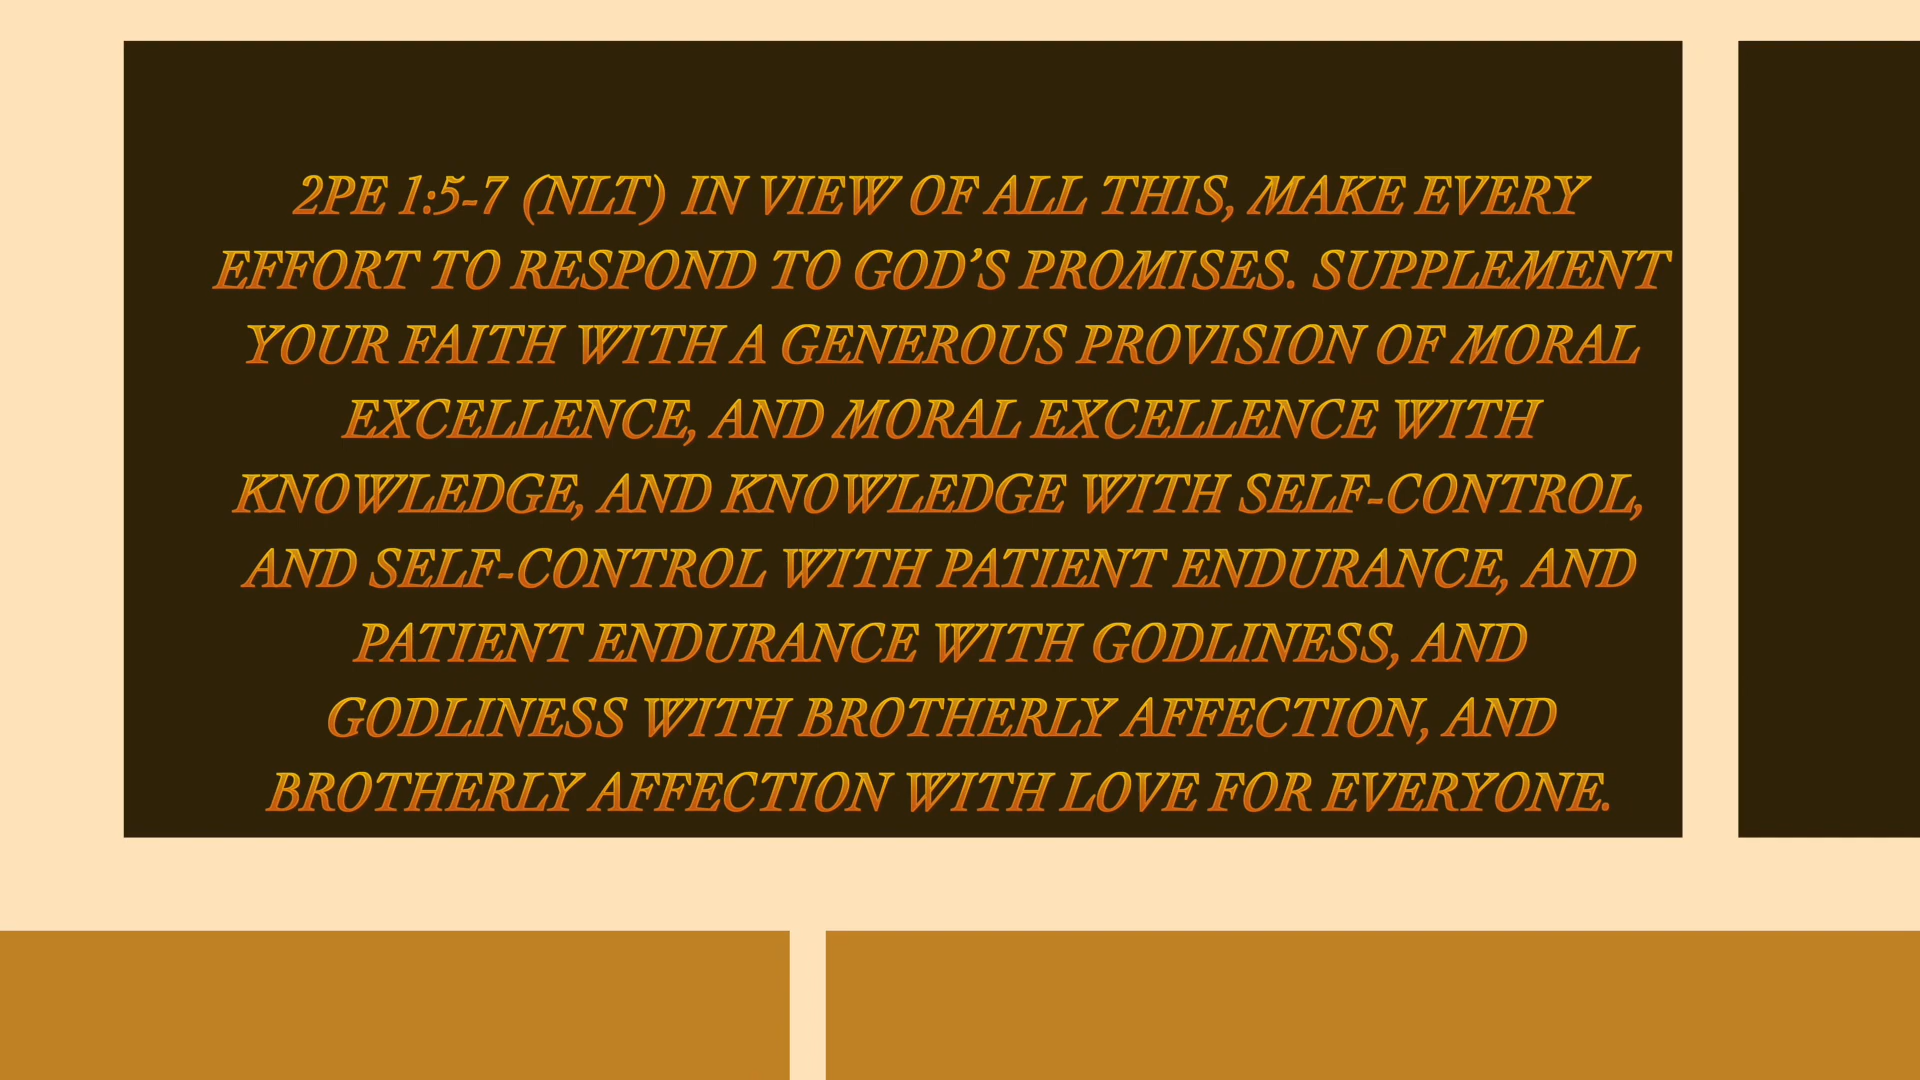 2PE 1:5-7 (NLT) IN VIEW OF ALL THIS, MAKE EVERY
EFFORT TO RESPOND TO GOD’S PROMISES. SUPPLEMENT
YOUR FAITH WITH A GENEROUS PROVISION OF MORAL
EXCELLENCE, AND MORAL EXCELLENCE WITH
KNOWLEDGE, AND KNOWLEDGE WITH SELF-CONTROL,
AND SELF-CONTROL WITH PATIENT ENDURANCE, AND
PATIENT ENDURANCE WITH GODLINESS, AND
GODLINESS WITH BROTHERLY AFFECTION, AND
BROTHERLY AFFECTION WITH LOVE FOR EVERYONE.